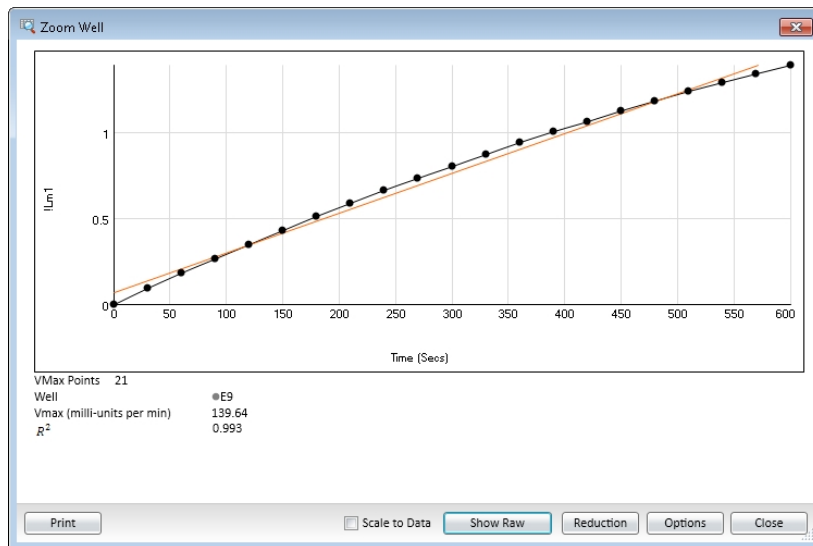 Zoom Well
1
0.5
0
!Lm1
0 50 100 150 200 250 300 350 400 450 500 550 600
Time (Secs)
VMax Points 21
Well E9
Vmax (milli-units per min) 139.64
R² 0.993
Print Scale to Data Show Raw Reduction Options Close